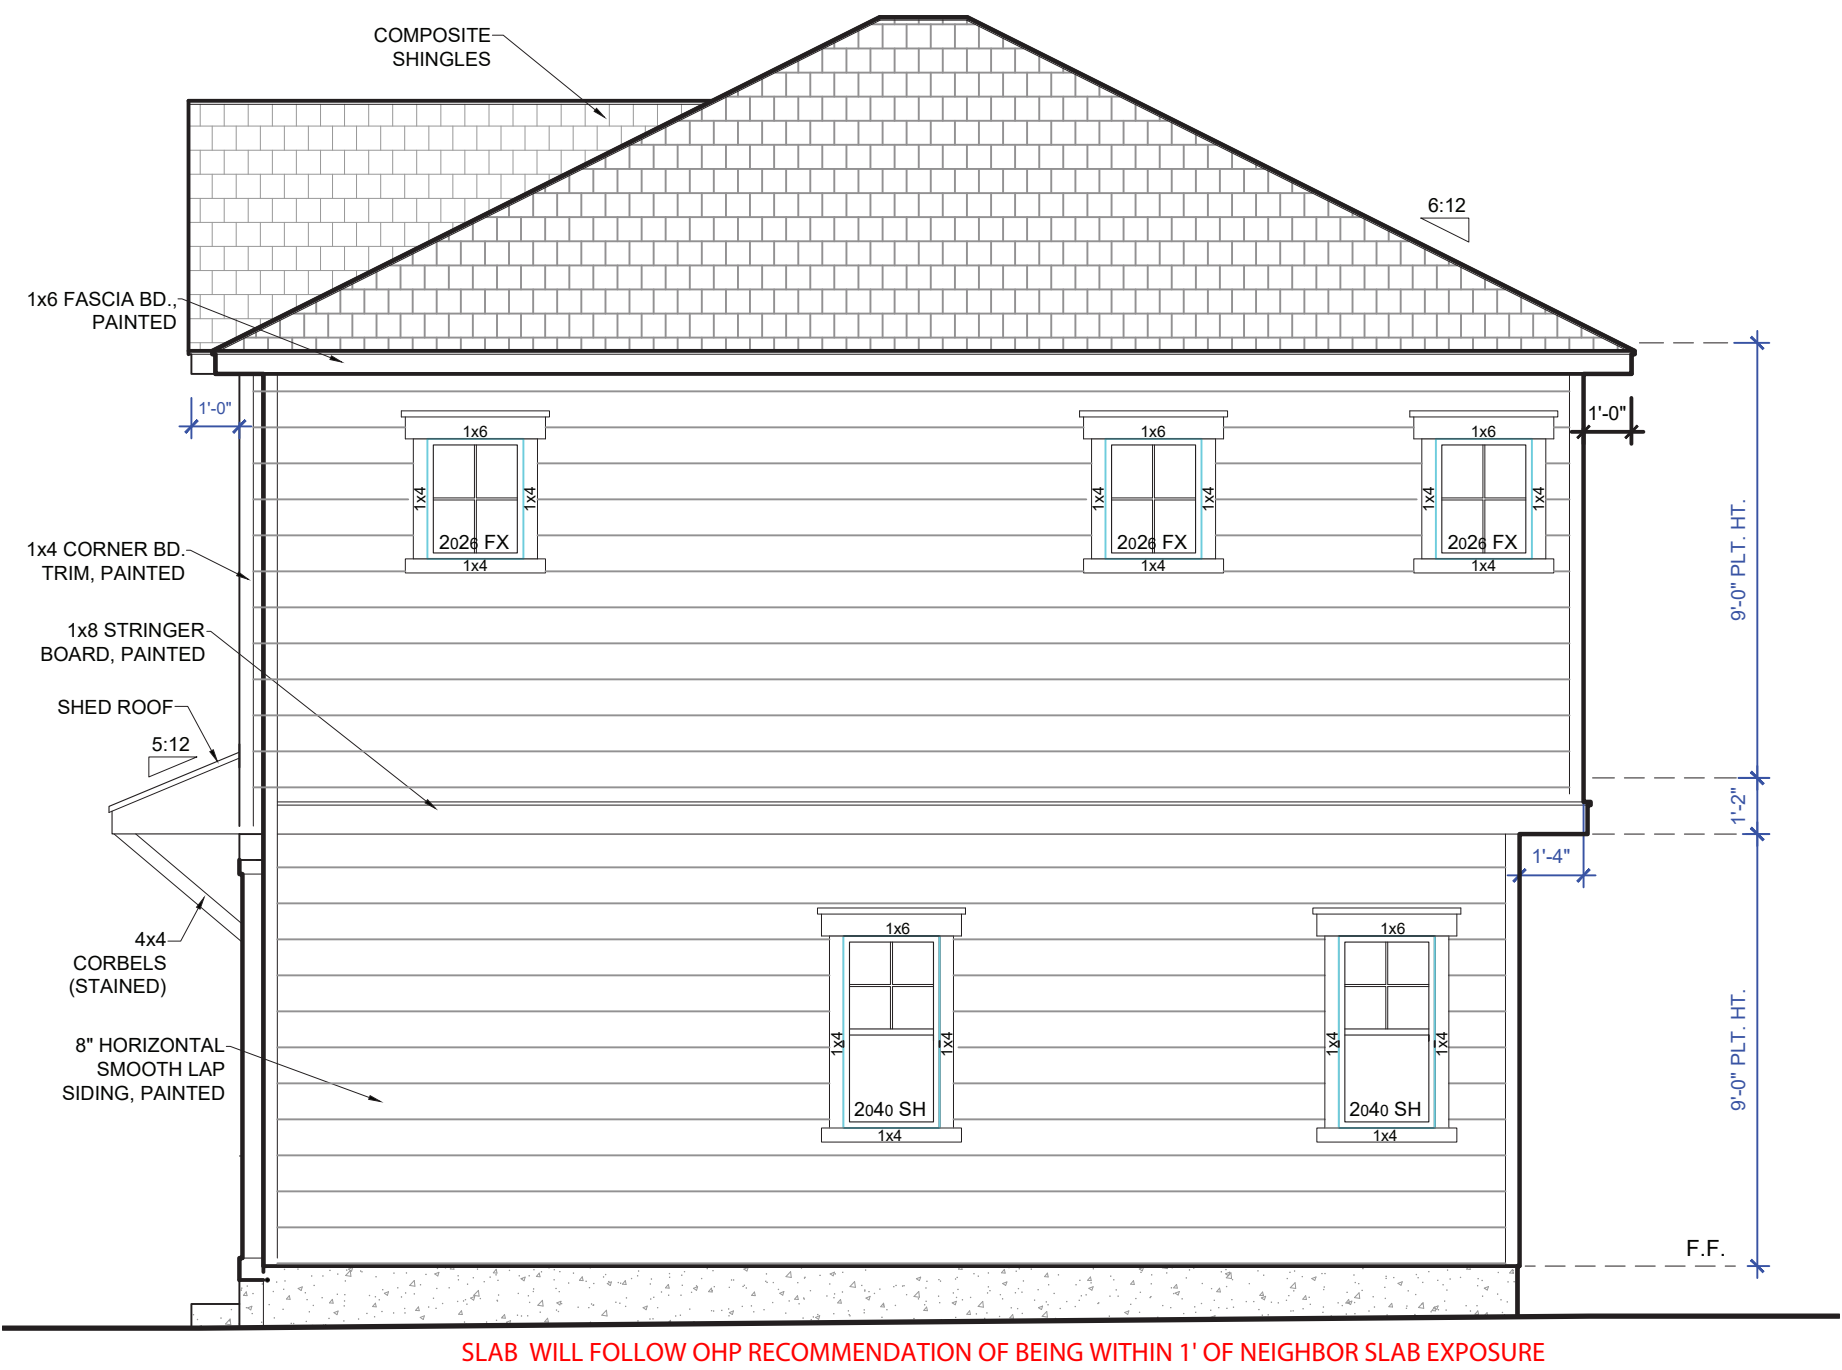 COMPOSITE
SHINGLES
6:12
1x6 FASCIA BD.,
PAINTED
1'-0"
1'-0"
1x6
1x4
1x4
2026 FX
1x4
1x6
1x4
1x4
2026 FX
1x4
1x6
1x4
1x4
2026 FX
1x4
9'-0" PLT. HT.
1x4 CORNER BD.
TRIM, PAINTED
1x8 STRINGER
BOARD, PAINTED
SHED ROOF
5:12
1'-2"
1'-4"
4x4
CORBELS
(STAINED)
1x6
1x4
1x4
2040 SH
1x4
1x6
1x4
1x4
2040 SH
1x4
9'-0" PLT. HT.
8" HORIZONTAL
SMOOTH LAP
SIDING, PAINTED
F.F.
SLAB WILL FOLLOW OHP RECOMMENDATION OF BEING WITHIN 1' OF NEIGHBOR SLAB EXPOSURE